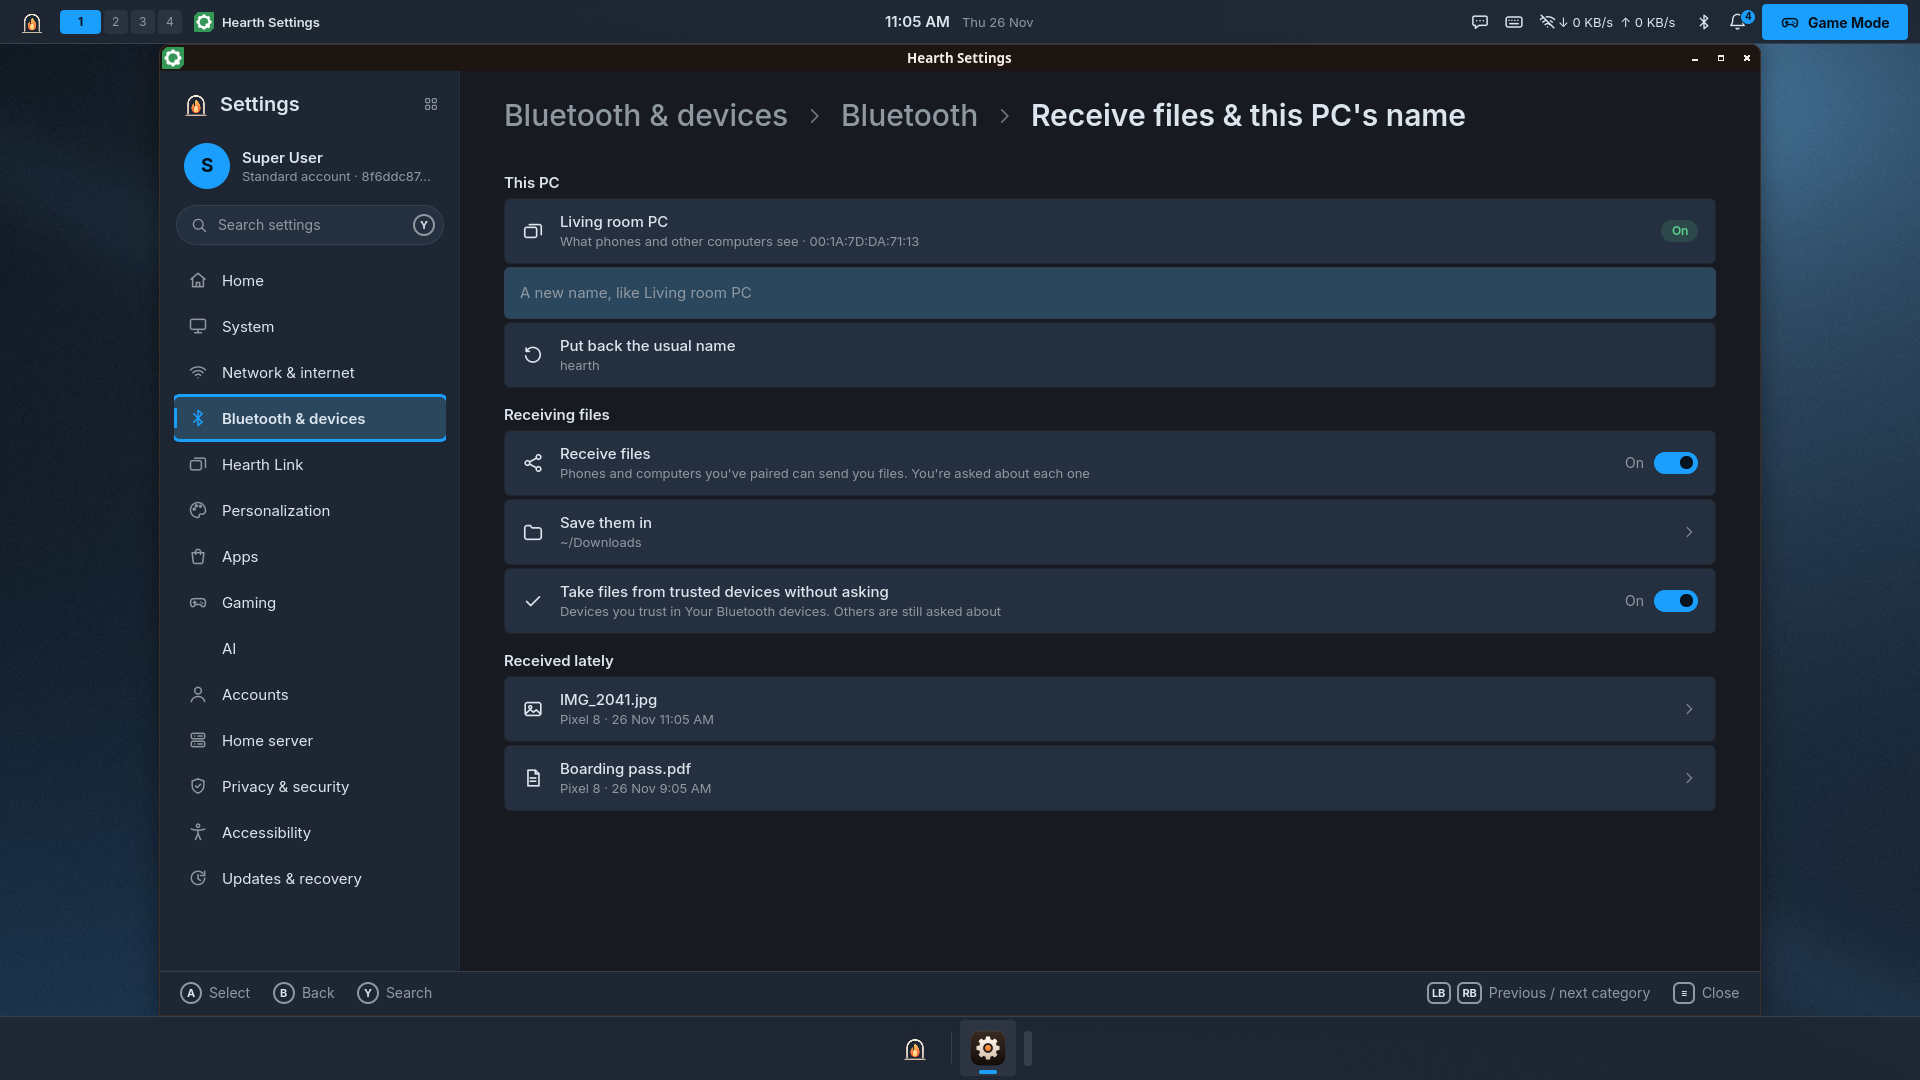 1 2 3 4 Hearth Settings
11:05 AM Thu 26 Nov
0 KB/s 0 KB/s
4
Game Mode
Hearth Settings
Settings
S
Super User
Standard account · 8f6ddc87...
Search settings Y
Home
System
Network & internet
Bluetooth & devices
Hearth Link
Personalization
Apps
Gaming
AI
Accounts
Home server
Privacy & security
Accessibility
Updates & recovery
Bluetooth & devices > Bluetooth > Receive files & this PC's name
This PC
Living room PC
What phones and other computers see · 00:1A:7D:DA:71:13
On
A new name, like Living room PC
Put back the usual name
hearth
Receiving files
Receive files
Phones and computers you've paired can send you files. You're asked about each one
On
Save them in
~/Downloads
Take files from trusted devices without asking
Devices you trust in Your Bluetooth devices. Others are still asked about
On
Received lately
IMG_2041.jpg
Pixel 8 · 26 Nov 11:05 AM
Boarding pass.pdf
Pixel 8 · 26 Nov 9:05 AM
A Select B Back Y Search
LB RB Previous / next category Close